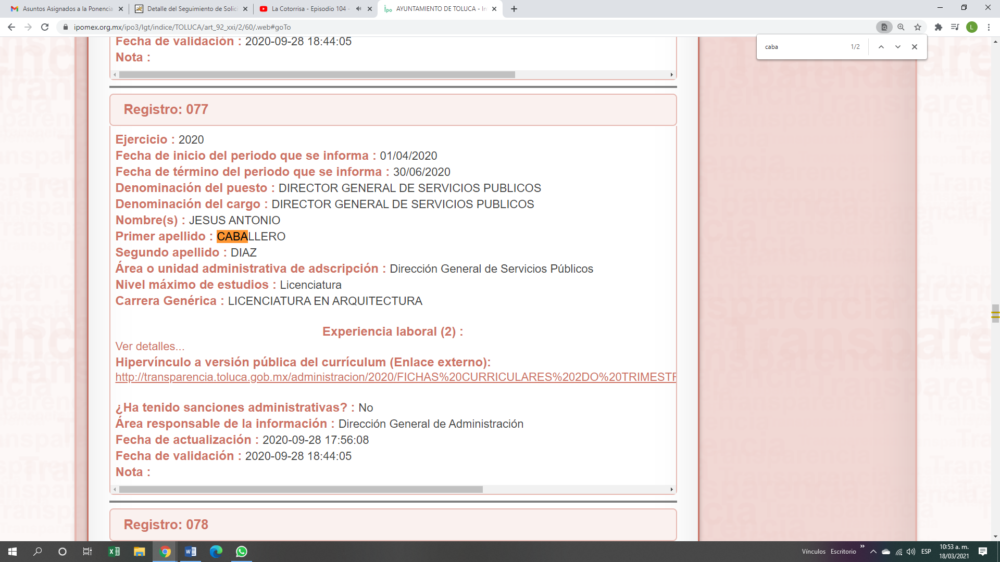 Asuntos Asignados a la Ponencia
Detalle del Seguimiento de Solici
La Cotorrisa - Episodio 104 -
AYUNTAMIENTO DE TOLUCA - In
ipomex.org.mx/ipo3/lgt/indice/TOLUCA/art_92_xxi/2/60/.web#goTo
L
caba
1/2
Fecha de validación : 2020-09-28 18:44:05
Nota :
Registro: 077
Ejercicio : 2020
Fecha de inicio del periodo que se informa : 01/04/2020
Fecha de término del periodo que se informa : 30/06/2020
Denominación del puesto : DIRECTOR GENERAL DE SERVICIOS PUBLICOS
Denominación del cargo : DIRECTOR GENERAL DE SERVICIOS PUBLICOS
Nombre(s) : JESUS ANTONIO
Primer apellido : CABALLERO
Segundo apellido : DIAZ
Área o unidad administrativa de adscripción : Dirección General de Servicios Públicos
Nivel máximo de estudios : Licenciatura
Carrera Genérica : LICENCIATURA EN ARQUITECTURA
Experiencia laboral (2) :
Ver detalles...
Hipervínculo a versión pública del currículum (Enlace externo):
http://transparencia.toluca.gob.mx/administracion/2020/FICHAS%20CURRICULARES%202DO%20TRIMESTR
¿Ha tenido sanciones administrativas? : No
Área responsable de la información : Dirección General de Administración
Fecha de actualización : 2020-09-28 17:56:08
Fecha de validación : 2020-09-28 18:44:05
Nota :
Registro: 078
Vínculos Escritorio
ESP
10:53 a. m.
18/03/2021